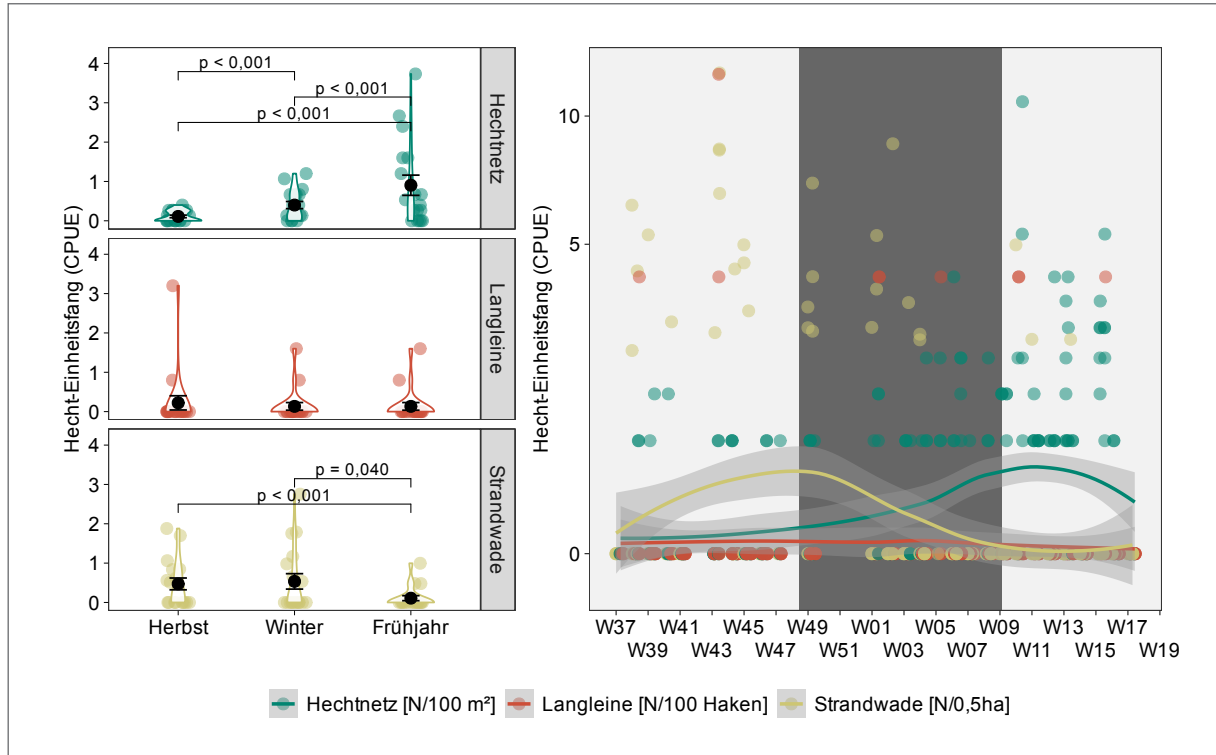 Hecht-Einheitsfang (CPUE)
4
3
2
1
0
p < 0,001
p < 0,001
p < 0,001
Hechtnetz
4
3
2
1
0
Langleine
4
3
2
1
0
p = 0,040
p < 0,001
Strandwade
Herbst Winter Frühjahr
Hecht-Einheitsfang (CPUE)
10
5
0
W37 W41 W45 W49 W01 W05 W09 W13 W17
W39 W43 W47 W51 W03 W07 W11 W15 W19
Hechtnetz [N/100 m²] Langleine [N/100 Haken] Strandwade [N/0,5ha]